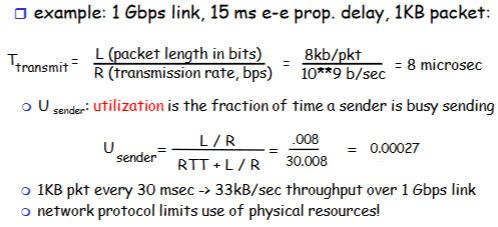 example: 1 Gbps link, 15 ms e-e prop. delay, 1KB packet:
T transmit = L (packet length in bits) / R (transmission rate, bps) = 8kb/pkt / 10**9 b/sec = 8 microsec
U sender: utilization is the fraction of time a sender is busy sending
U sender = L / R / RTT + L / R = .008 / 30.008 = 0.00027
1KB pkt every 30 msec -> 33kB/sec throughput over 1 Gbps link
network protocol limits use of physical resources!